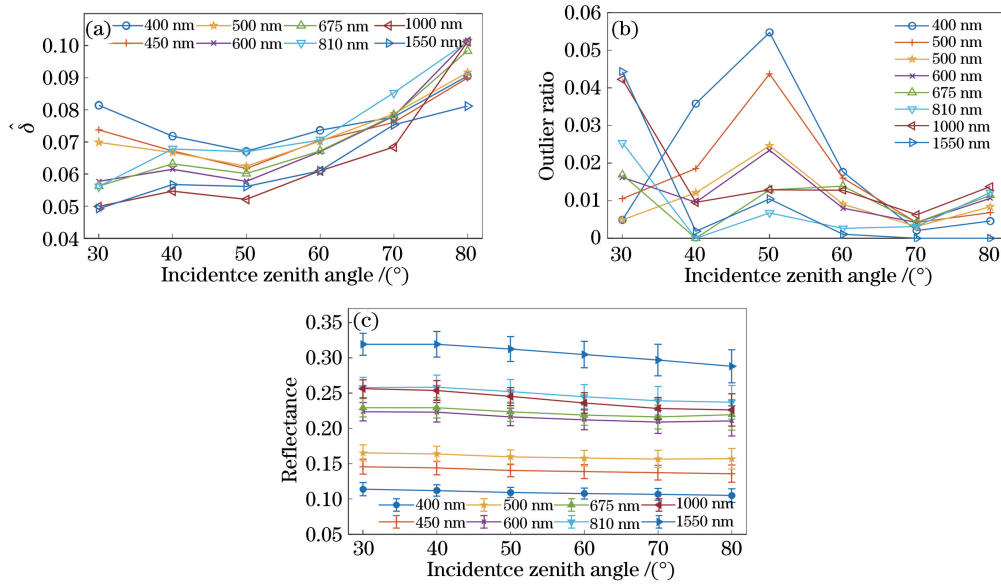 (a)
400 nm 500 nm 675 nm 1000 nm
450 nm 600 nm 810 nm 1550 nm
0.10
0.09
0.08
0.07
0.06
0.05
0.04
δ̂
30 40 50 60 70 80
Incidentce zenith angle /(°)
(b)
400 nm
500 nm
500 nm
600 nm
675 nm
810 nm
1000 nm
1550 nm
0.06
0.05
0.04
0.03
0.02
0.01
0
Outlier ratio
30 40 50 60 70 80
Incidentce zenith angle /(°)
(c)
0.35
0.30
0.25
0.20
0.15
0.10
0.05
Reflectance
400 nm 500 nm 675 nm 1000 nm
450 nm 600 nm 810 nm 1550 nm
30 40 50 60 70 80
Incidentce zenith angle /(°)